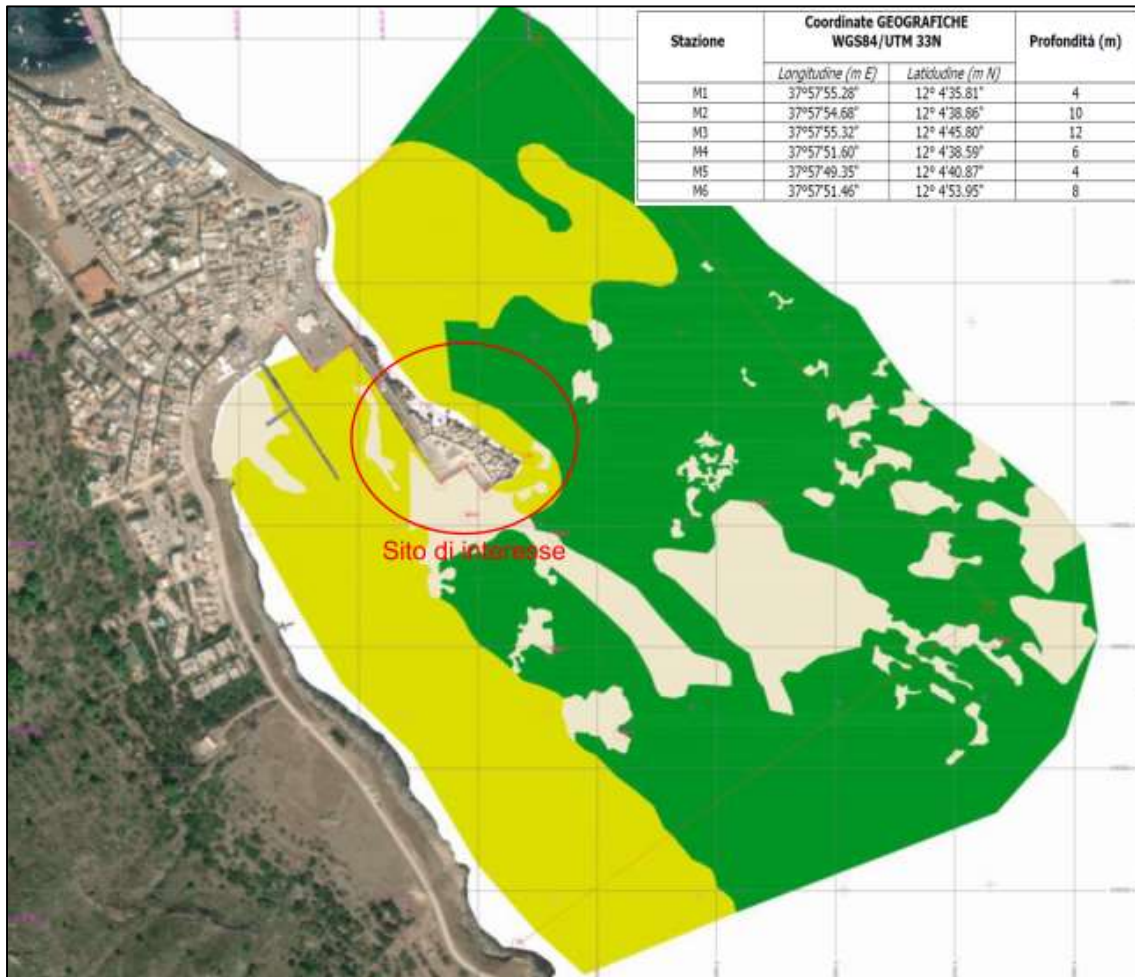 Stazione
Coordinate GEOGRAFICHE
WGS84/UTM 33N
Profondità (m)
Longitudine (m E) Latidudine (m N)
M1 37°57'55.28" 12° 4'35.81" 4
M2 37°57'54.68" 12° 4'38.86" 10
M3 37°57'55.32" 12° 4'45.80" 12
M4 37°57'51.60" 12° 4'38.59" 6
M5 37°57'49.35" 12° 4'40.87" 4
M6 37°57'51.46" 12° 4'53.95" 8
Sito di interesse